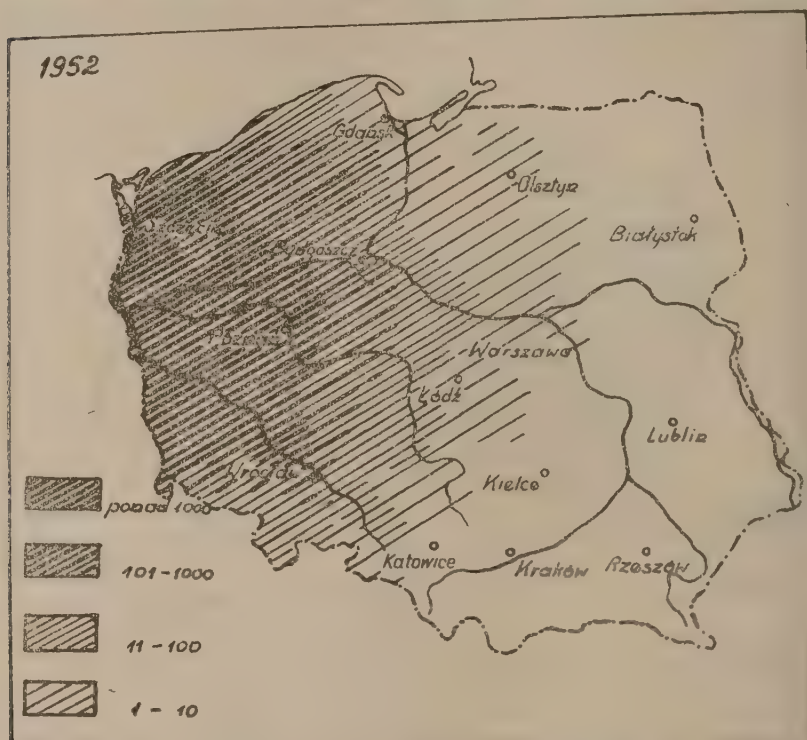 1952
Gdańsk
Olsztyn
Szczecin
Białystok
Bydgoszcz
Poznań
Warszawa
Łódź
Lublin
Wrocław
Kielce
ponad 1000
Katowice
Kraków
Rzeszów
101-1000
11 - 100
1 - 10